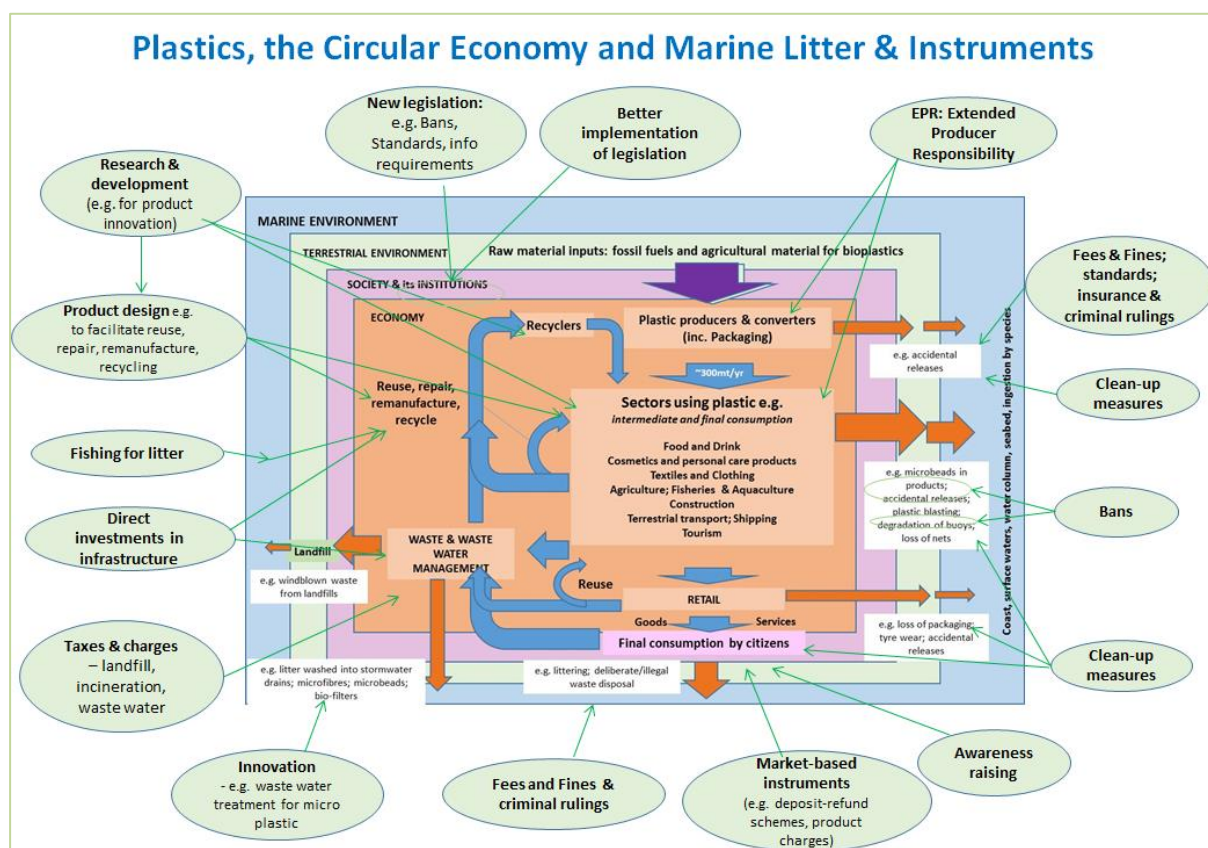 Plastics, the Circular Economy and Marine Litter & Instruments
New legislation:
e.g. Bans,
Standards, info
requirements
Better
implementation
of legislation
EPR: Extended
Producer
Responsibility
Research &
development
(e.g. for product
innovation)
MARINE ENVIRONMENT
TERRESTRIAL ENVIRONMENT
Raw material inputs: fossil fuels and agricultural material for bioplastics
SOCIETY & its INSTITUTIONS
ECONOMY
Fees & Fines;
standards;
insurance &
criminal rulings
Product design e.g.
to facilitate reuse,
repair, remanufacture,
recycling
Recyclers
Plastic producers & converters
(inc. Packaging)
e.g. accidental
releases
~300mt/yr
Clean-up
measures
Reuse, repair,
remanufacture,
recycle
Sectors using plastic e.g.
intermediate and final consumption
Food and Drink
Cosmetics and personal care products
Textiles and Clothing
Agriculture; Fisheries & Aquaculture
Construction
Terrestrial transport; Shipping
Tourism
Coast, surface waters, water column, seabed, ingestion by species
Fishing for litter
e.g. microbeads in
products;
accidental releases;
plastic blasting;
degradation of buoys;
loss of nets
Bans
Direct
investments in
infrastructure
Landfill
WASTE & WASTE
WATER
MANAGEMENT
e.g. windblown waste
from landfills
Reuse
RETAIL
Goods
Services
Final consumption by citizens
e.g. loss of packaging;
tyre wear; accidental
releases
Taxes & charges
– landfill,
incineration,
waste water
e.g. litter washed into stormwater
drains; microfibres; microbeads;
bio-filters
e.g. littering; deliberate/illegal
waste disposal
Clean-up
measures
Innovation
- e.g. waste water
treatment for micro
plastic
Fees and Fines &
criminal rulings
Market-based
instruments
(e.g. deposit-refund
schemes, product
charges)
Awareness
raising